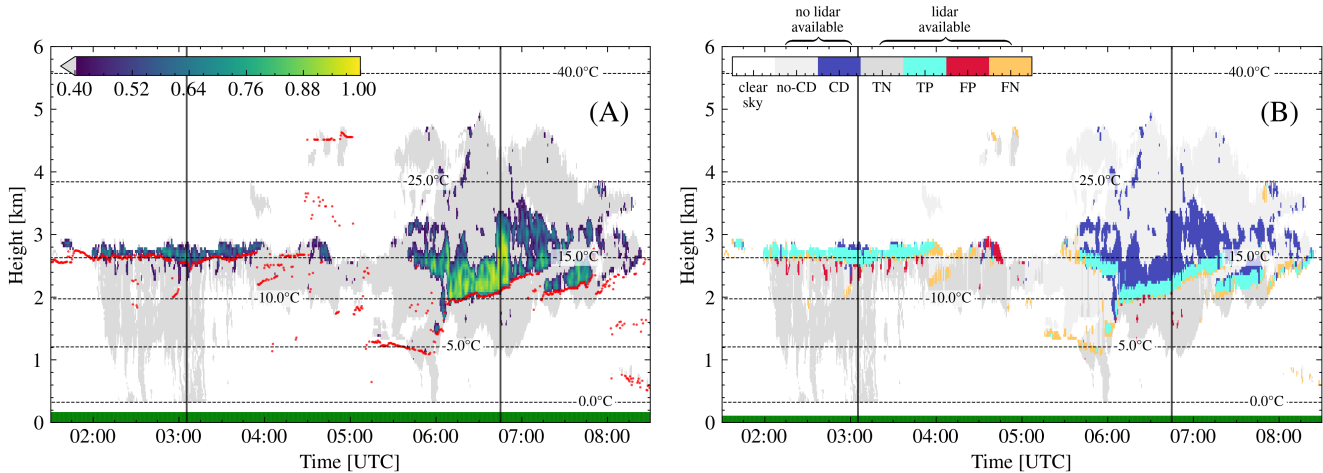 no lidar available
lidar available
6
5
4
3
2
1
0
Height [km]
0.40 0.52 0.64 0.76 0.88 1.00
(A)
-40.0°C
-25.0°C
15.0°C
-10.0°C
5.0°C
0.0°C
02:00 03:00 04:00 05:00 06:00 07:00 08:00
Time [UTC]
6
5
4
3
2
1
0
Height [km]
clear sky
no-CD CD TN TP FP FN
(B)
-40.0°C
-25.0°C
15.0°C
-10.0°C
5.0°C
0.0°C
02:00 03:00 04:00 05:00 06:00 07:00 08:00
Time [UTC]